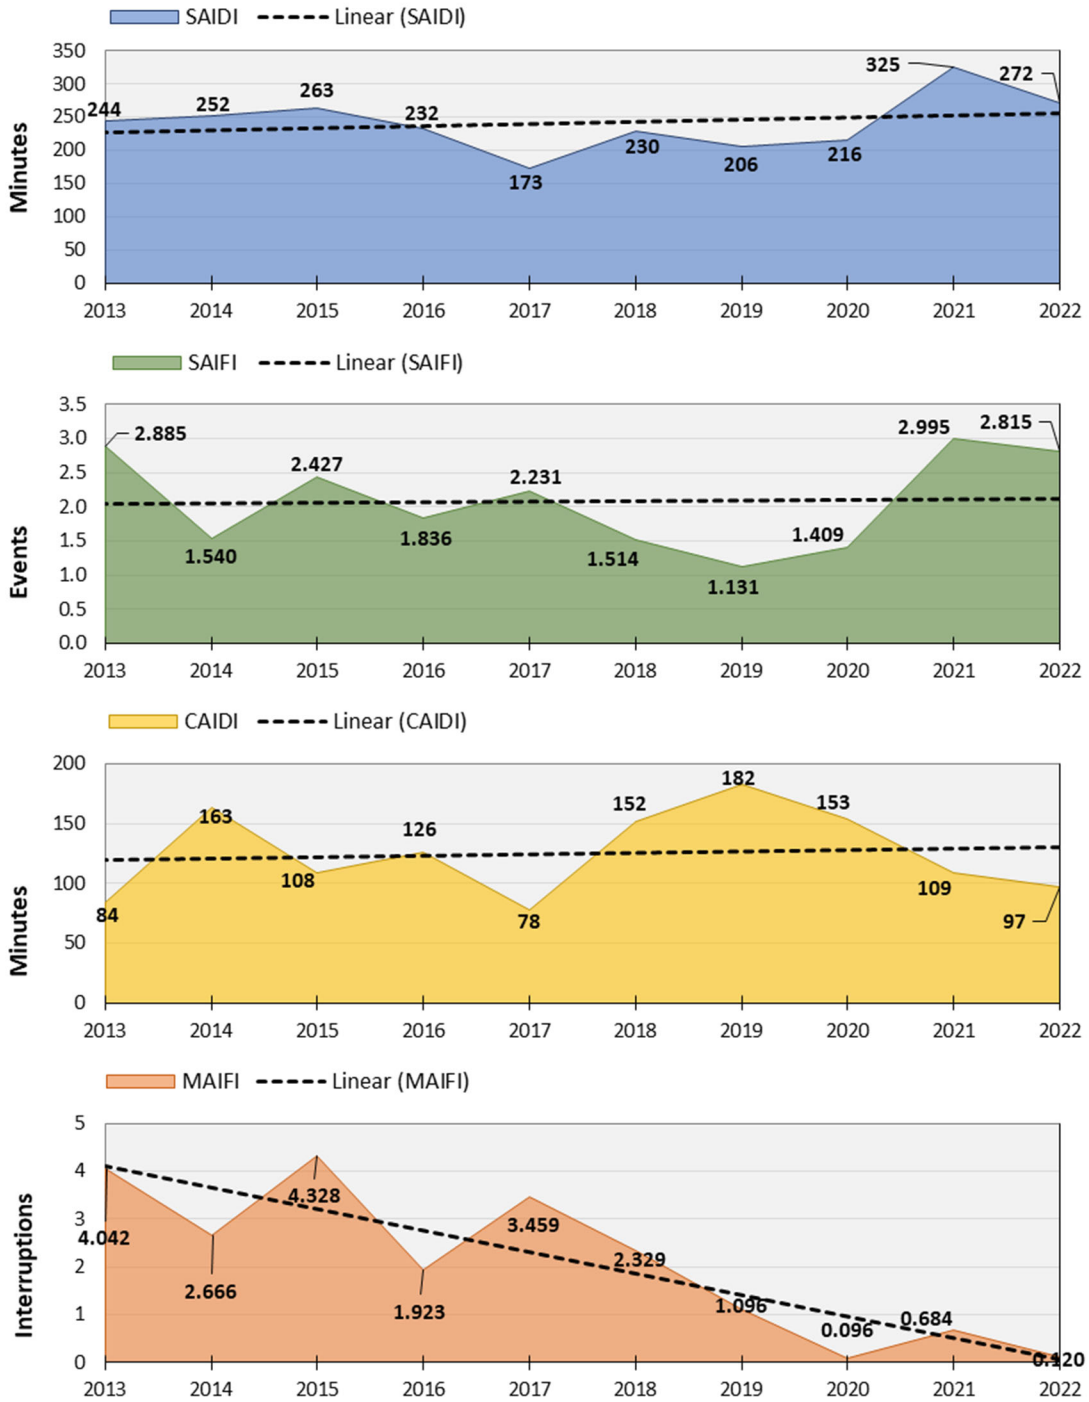 SAIDI Linear (SAIDI)
350
300
250
200
150
100
50
0
Minutes
244 252 263 232 173 230 206 216 325 272
2013 2014 2015 2016 2017 2018 2019 2020 2021 2022
SAIFI Linear (SAIFI)
3.5
3.0
2.5
2.0
1.5
1.0
0.5
0.0
Events
2.885 1.540 2.427 1.836 2.231 1.514 1.131 1.409 2.995 2.815
2013 2014 2015 2016 2017 2018 2019 2020 2021 2022
CAIDI Linear (CAIDI)
200
150
100
50
0
Minutes
84 163 108 126 78 152 182 153 109 97
2013 2014 2015 2016 2017 2018 2019 2020 2021 2022
MAIFI Linear (MAIFI)
5
4
3
2
1
0
Interruptions
4.042 2.666 4.328 1.923 3.459 2.329 1.096 0.096 0.684 0.120
2013 2014 2015 2016 2017 2018 2019 2020 2021 2022